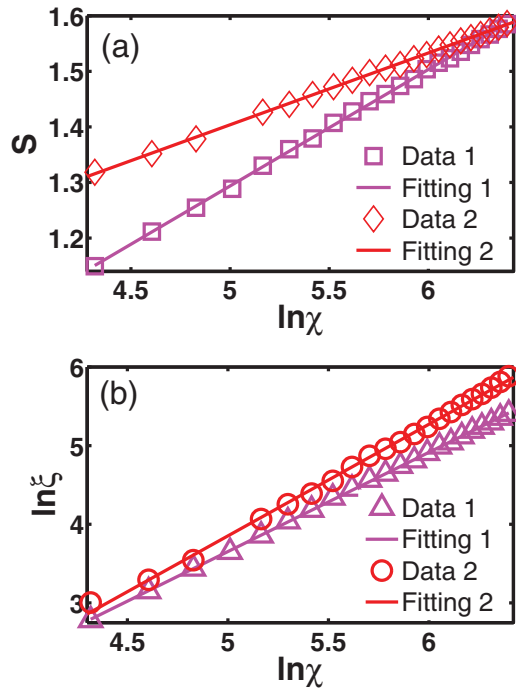 (a)
S
1.6
1.5
1.4
1.3
1.2
Data 1
Fitting 1
Data 2
Fitting 2
4.5 5 5.5 6
lnχ
(b)
lnξ
6
5
4
3
Data 1
Fitting 1
Data 2
Fitting 2
4.5 5 5.5 6
lnχ